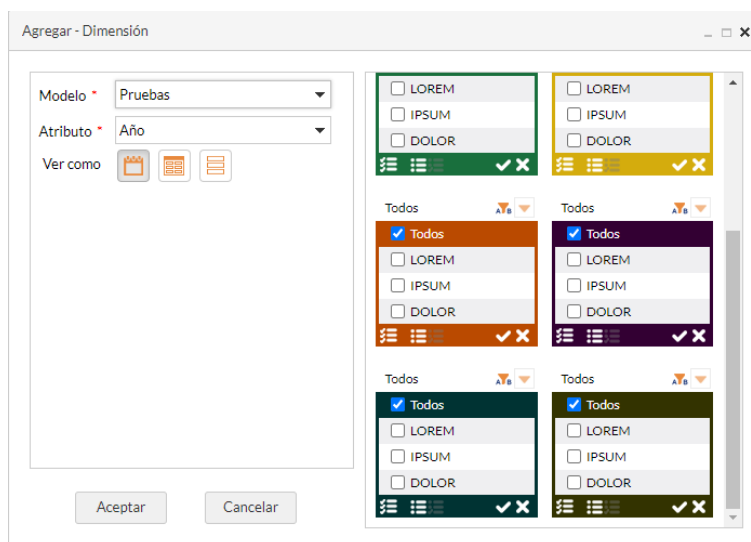 Agregar - Dimensión
Modelo * Pruebas
Atributo * Año
Ver como
Aceptar Cancelar
LOREM LOREM
IPSUM IPSUM
DOLOR DOLOR
Todos A B Todos A B
Todos Todos
LOREM LOREM
IPSUM IPSUM
DOLOR DOLOR
Todos A B Todos A B
Todos Todos
LOREM LOREM
IPSUM IPSUM
DOLOR DOLOR